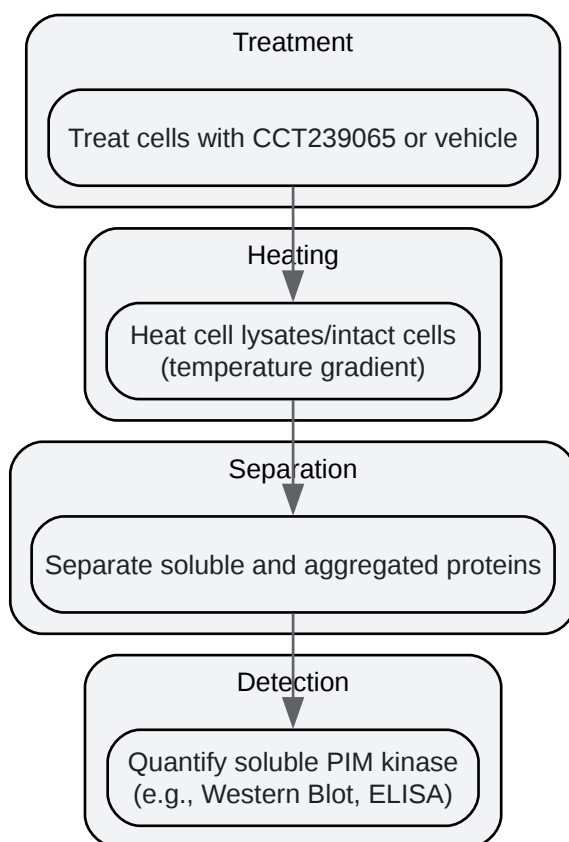 Treatment
Treat cells with CCT239065 or vehicle
Heating
Heat cell lysates/intact cells
(temperature gradient)
Separation
Separate soluble and aggregated proteins
Detection
Quantify soluble PIM kinase
(e.g., Western Blot, ELISA)